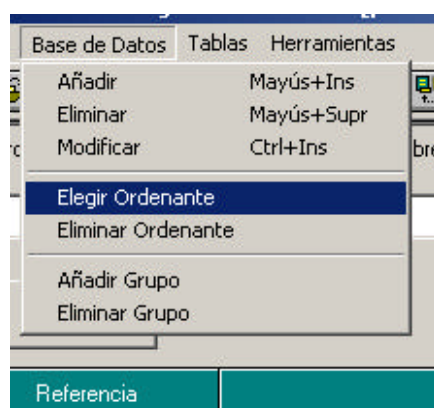 Base de Datos Tablas Herramientas
Añadir Mayús+Ins
Eliminar Mayús+Supr
Modificar Ctrl+Ins
Elegir Ordenante
Eliminar Ordenante
Añadir Grupo
Eliminar Grupo
Referencia